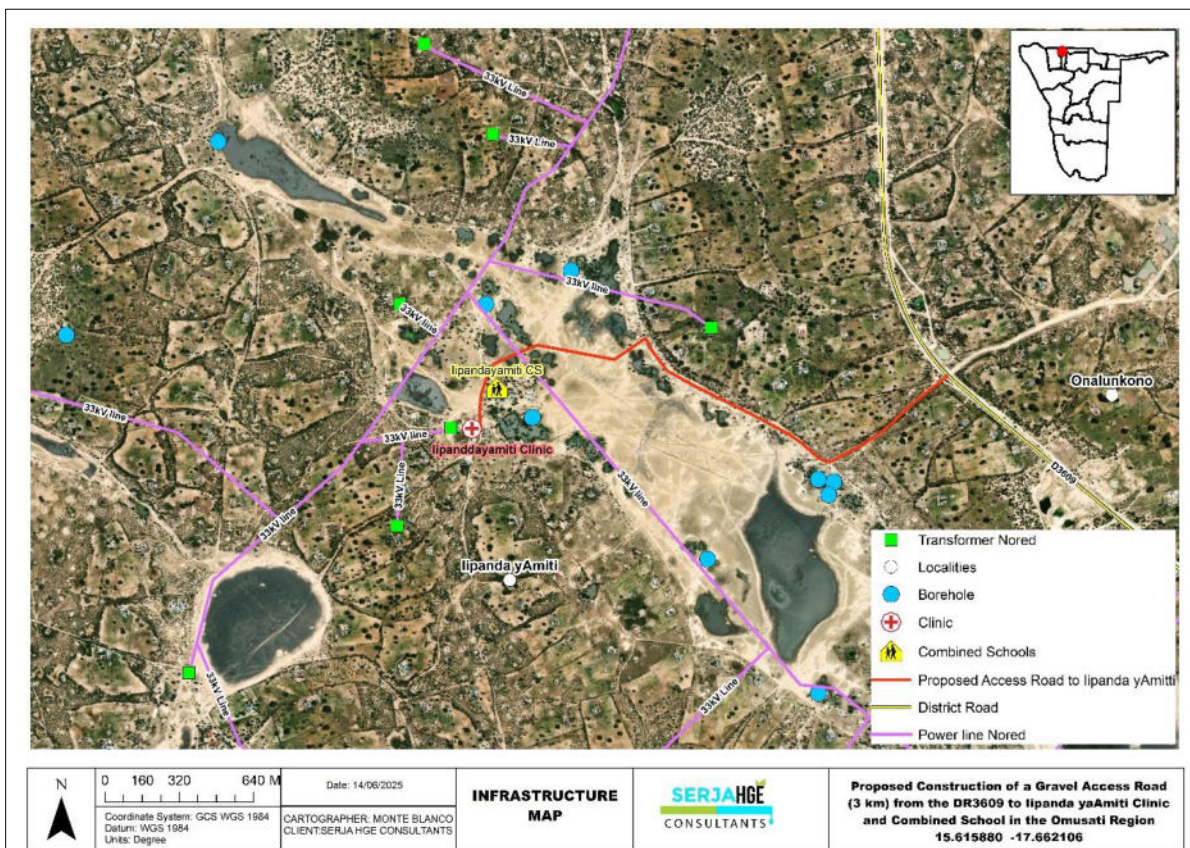 33kV Line
33kV Line
33kV line
33kV line
Iipandayamiti CS
Onalunkono
33kV line
33kV line
Iipanddayamiti Clinic
33kV Line
33kV line
D3609
33kV line
Iipanda yAmiti
33kV Line
33kV Line
Transformer Nored
Localities
Borehole
Clinic
Combined Schools
Proposed Access Road to Iipanda yAmitti
District Road
Power line Nored
N
0 160 320 640 M
Coordinate System: GCS WGS 1984
Datum: WGS 1984
Units: Degree
Date: 14/06/2025
CARTOGRAPHER: MONTE BLANCO
CLIENT:SERJA HGE CONSULTANTS
INFRASTRUCTURE
MAP
SERJAHGE
CONSULTANTS
Proposed Construction of a Gravel Access Road
(3 km) from the DR3609 to Iipanda yaAmiti Clinic
and Combined School in the Omusati Region
15.615880 -17.662106